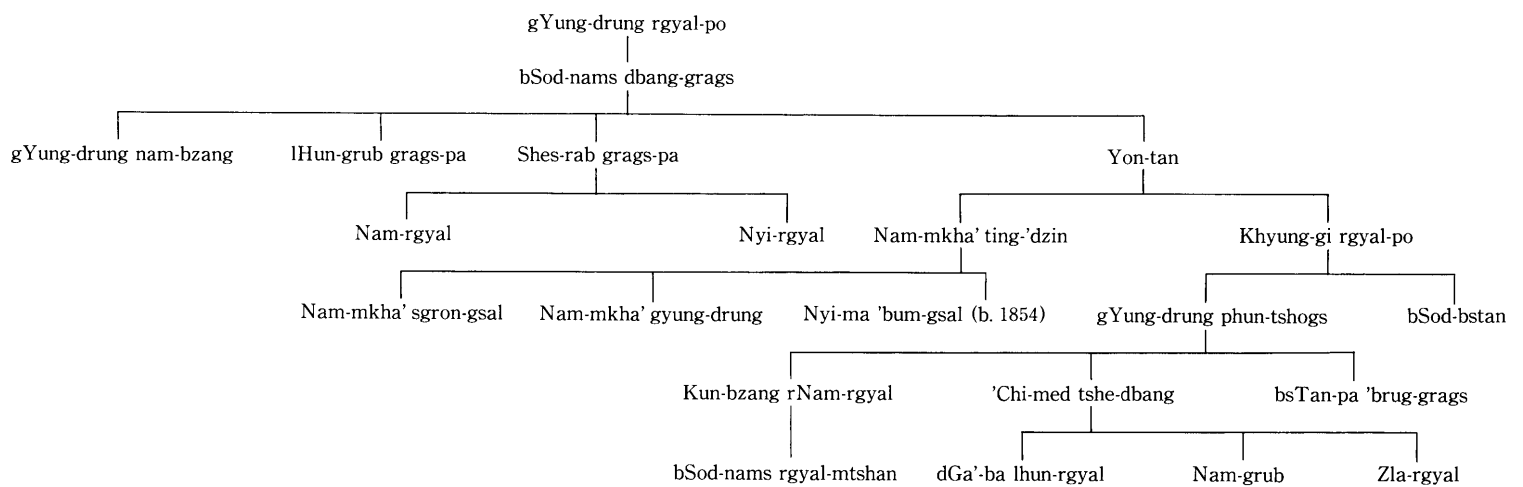 gYung-drung rgyal-po
bSod-nams dbang-grags
gYung-drung nam-bzang lHun-grub grags-pa Shes-rab grags-pa Yon-tan
Nam-rgyal Nyi-rgyal Nam-mkha' ting-'dzin Khyung-gi rgyal-po
Nam-mkha' sgron-gsal Nam-mkha' gyung-drung Nyi-ma 'bum-gsal (b. 1854) gYung-drung phun-tshogs bSod-bstan
Kun-bzang rNam-rgyal 'Chi-med tshe-dbang bsTan-pa 'brug-grags
bSod-nams rgyal-mtshan dGa'-ba lhun-rgyal Nam-grub Zla-rgyal